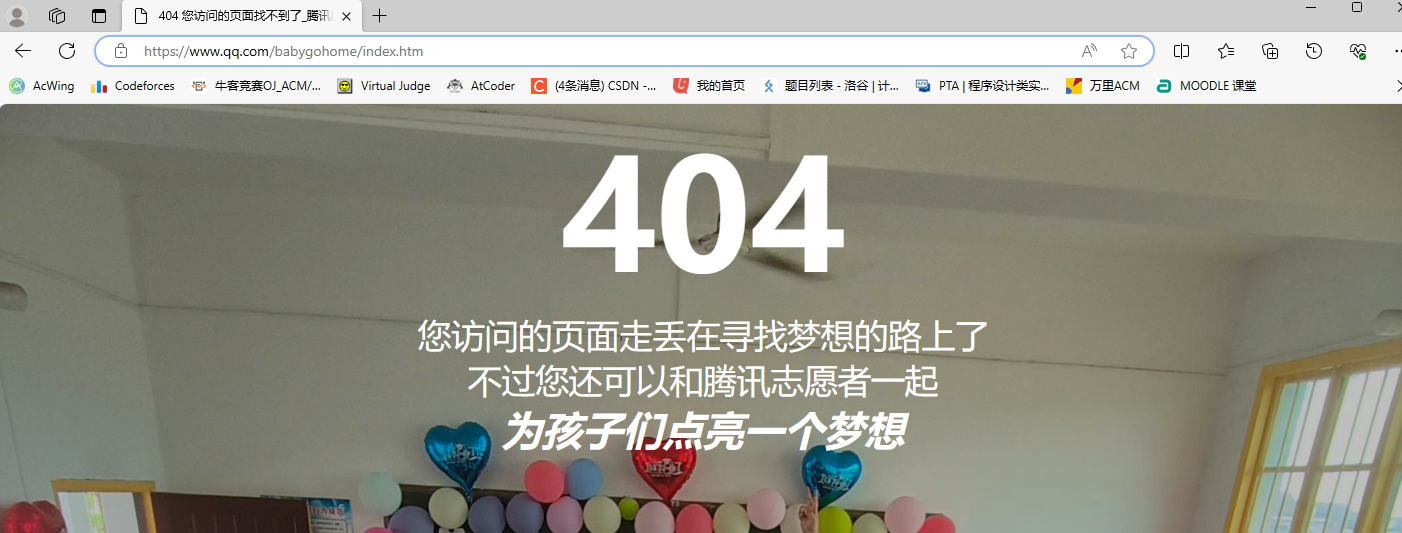 404 您访问的页面找不到了_腾讯
https://www.qq.com/babygohome/index.htm
AcWing
Codeforces
牛客竞赛OJ_ACM/...
Virtual Judge
AtCoder
(4条消息) CSDN -...
我的首页
题目列表 - 洛谷 | 计...
PTA | 程序设计类实...
万里ACM
MOODLE 课堂
404
您访问的页面走丢在寻找梦想的路上了
不过您还可以和腾讯志愿者一起
为孩子们点亮一个梦想